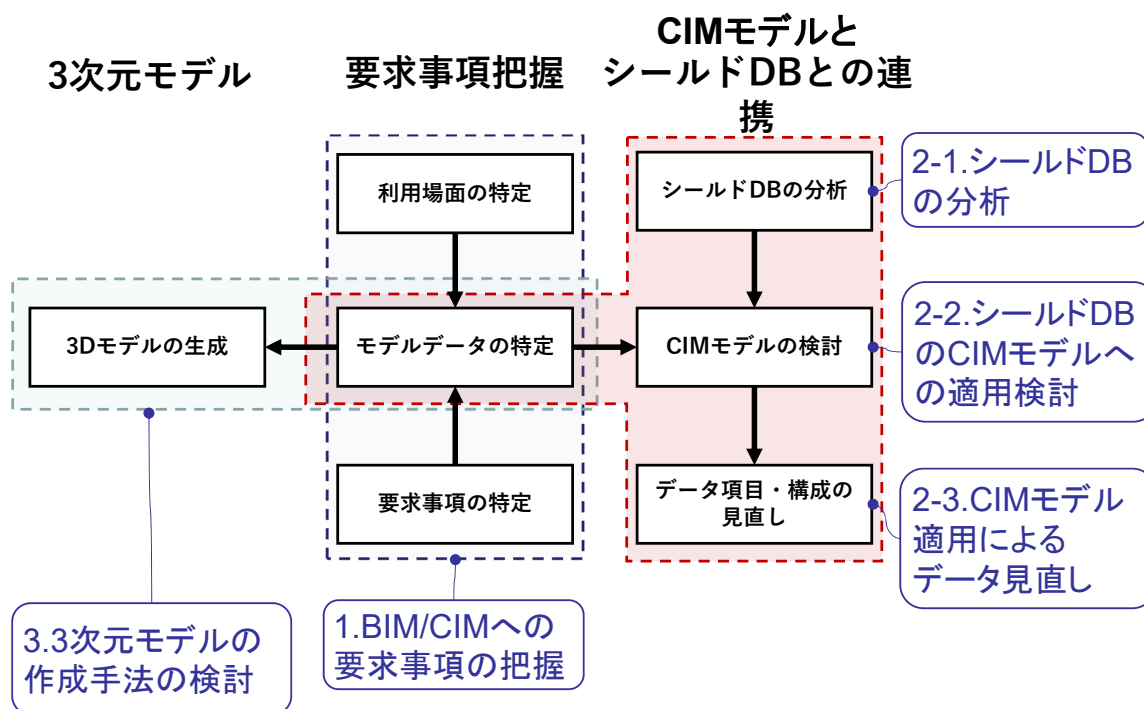 3次元モデル
要求事項把握
CIMモデルと
シールドDBとの連
携
利用場面の特定
シールドDBの分析
2-1.シールドDB
の分析
3Dモデルの生成
モデルデータの特定
CIMモデルの検討
2-2.シールドDB
のCIMモデルへ
の適用検討
要求事項の特定
データ項目・構成の
見直し
2-3.CIMモデル
適用による
データ見直し
3.3次元モデルの
作成手法の検討
1.BIM/CIMへの
要求事項の把握